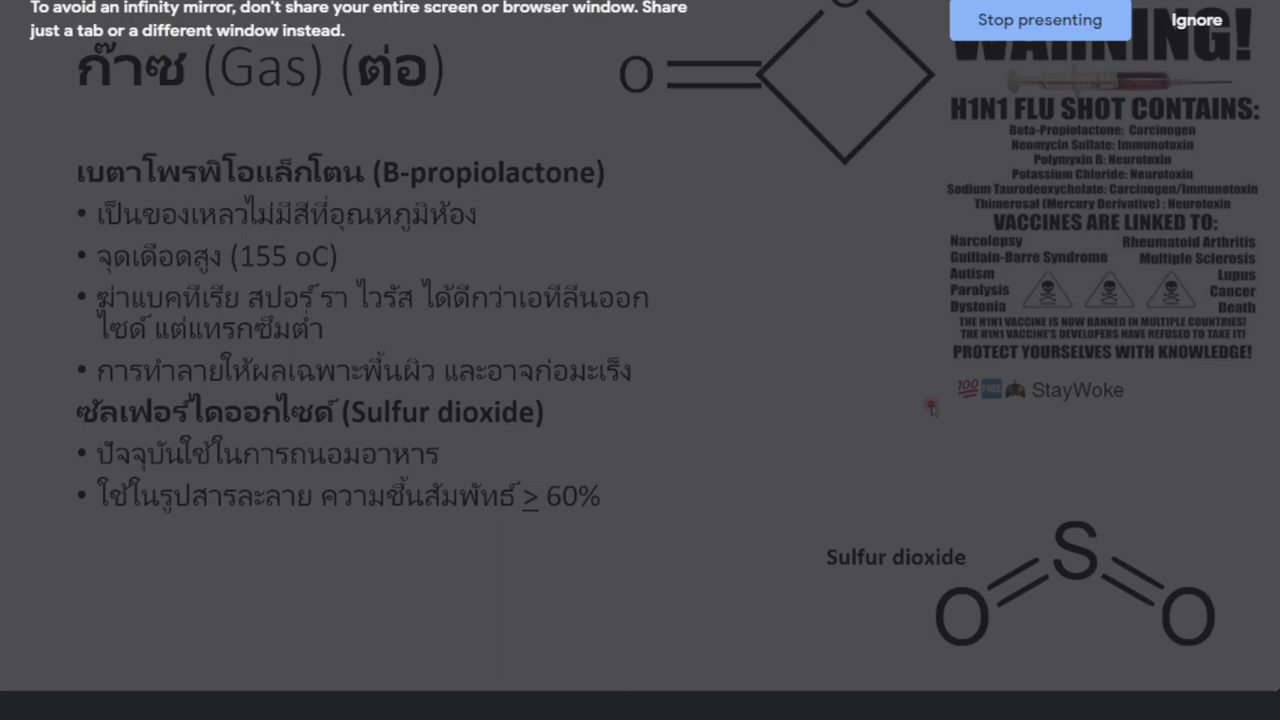 To avoid an infinity mirror, don't share your entire screen or browser window. Share
just a tab or a different window instead.
Stop presenting
Ignore
ก๊าซ (Gas) (ต่อ)
O
เบตาโพรพิโอแล็กโตน (B-propiolactone)
• เป็นของเหลวไม่มีสีที่อุณหภูมิห้อง
• จุดเดือดสูง (155 oC)
• ฆ่าแบคทีเรีย สปอร์ รา ไวรัส ได้ดีกว่าเอทีลีนออก
ไซด์ แต่แทรกซึมต่ำ
• การทำลายให้ผลเฉพาะพื้นผิว และอาจก่อมะเร็ง
ซัลเฟอร์ไดออกไซด์ (Sulfur dioxide)
• ปัจจุบันใช้ในการถนอมอาหาร
• ใช้ในรูปสารละลาย ความชื้นสัมพัทธ์ > 60%
WARNING!
H1N1 FLU SHOT CONTAINS:
Beta-Propiolactone: Carcinogen
Neomycin Sulfate: Immunotoxin
Polymyxin B: Neurotoxin
Potassium Chloride: Neurotoxin
Sodium Taurodeoxycholate: Carcinogen/Immunotoxin
Thimerosal (Mercury Derivative) : Neurotoxin
VACCINES ARE LINKED TO:
Narcolepsy
Guillain-Barre Syndrome
Autism
Paralysis
Dystonia
Rheumatoid Arthritis
Multiple Sclerosis
Lupus
Cancer
Death
THE H1N1 VACCINE IS NOW BANNED IN MULTIPLE COUNTRIES!
THE H1N1 VACCINE'S DEVELOPERS HAVE REFUSED TO TAKE IT!
PROTECT YOURSELVES WITH KNOWLEDGE!
💯🆓🎮 StayWoke
Sulfur dioxide
S
O O